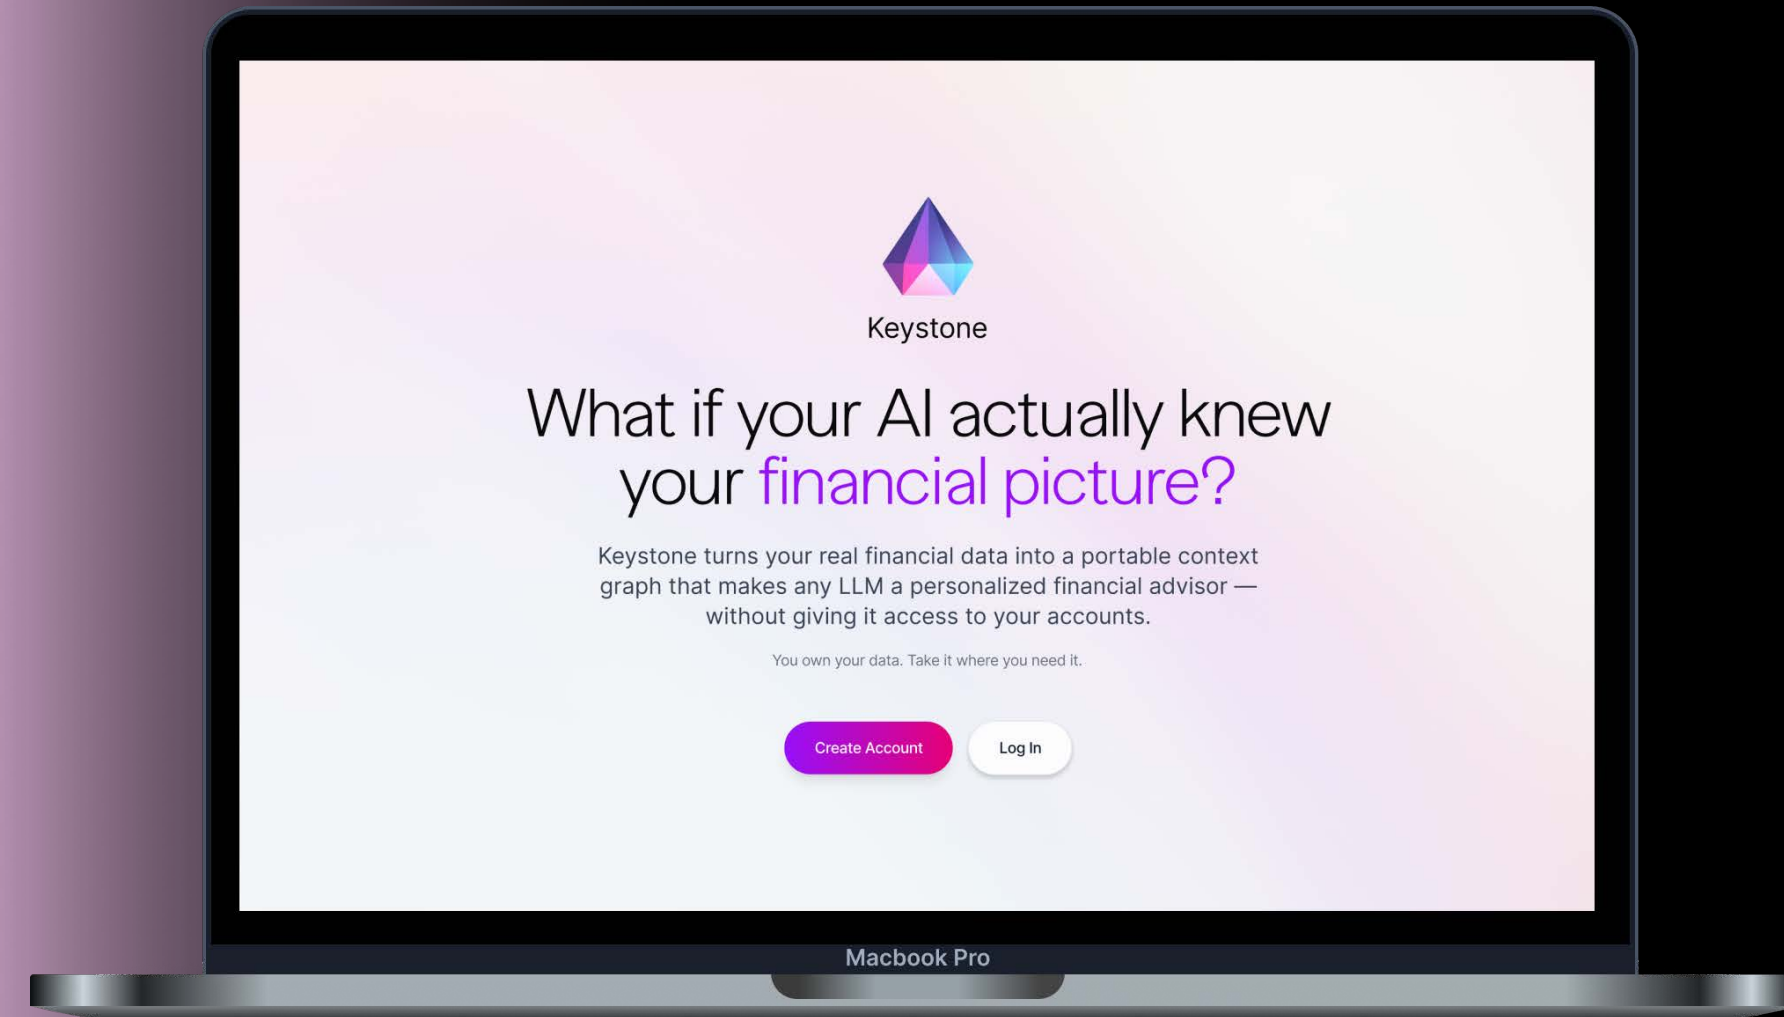 Keystone
What if your AI actually knew
your financial picture?
Keystone turns your real financial data into a portable context
graph that makes any LLM a personalized financial advisor —
without giving it access to your accounts.
You own your data. Take it where you need it.
Create Account
Log In
Macbook Pro